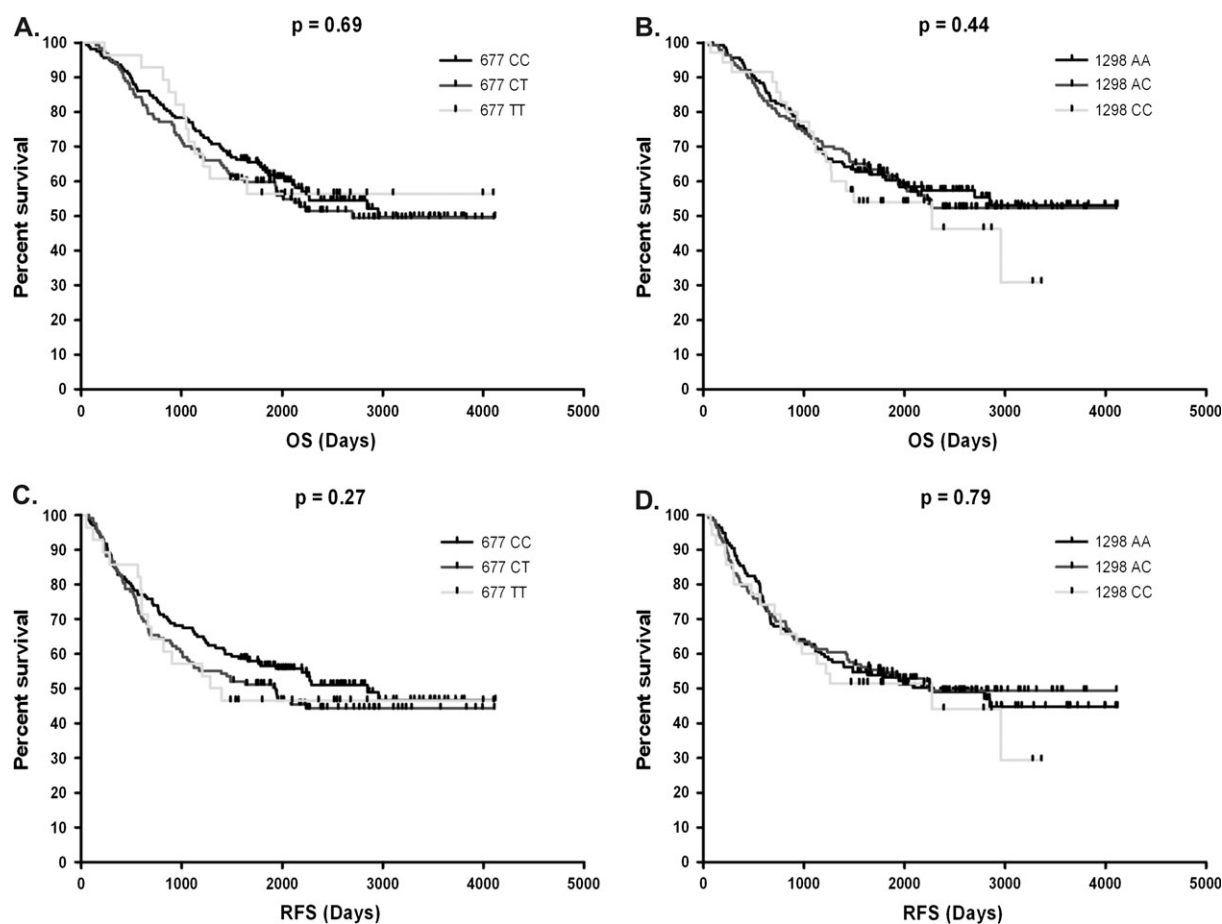 A.
p = 0.69
100
90
80
70
60
50
40
30
20
10
0
Percent survival
677 CC
677 CT
677 TT
0 1000 2000 3000 4000 5000
OS (Days)
B.
p = 0.44
100
90
80
70
60
50
40
30
20
10
0
Percent survival
1298 AA
1298 AC
1298 CC
0 1000 2000 3000 4000 5000
OS (Days)
C.
p = 0.27
100
90
80
70
60
50
40
30
20
10
0
Percent survival
677 CC
677 CT
677 TT
0 1000 2000 3000 4000 5000
RFS (Days)
D.
p = 0.79
100
90
80
70
60
50
40
30
20
10
0
Percent survival
1298 AA
1298 AC
1298 CC
0 1000 2000 3000 4000 5000
RFS (Days)